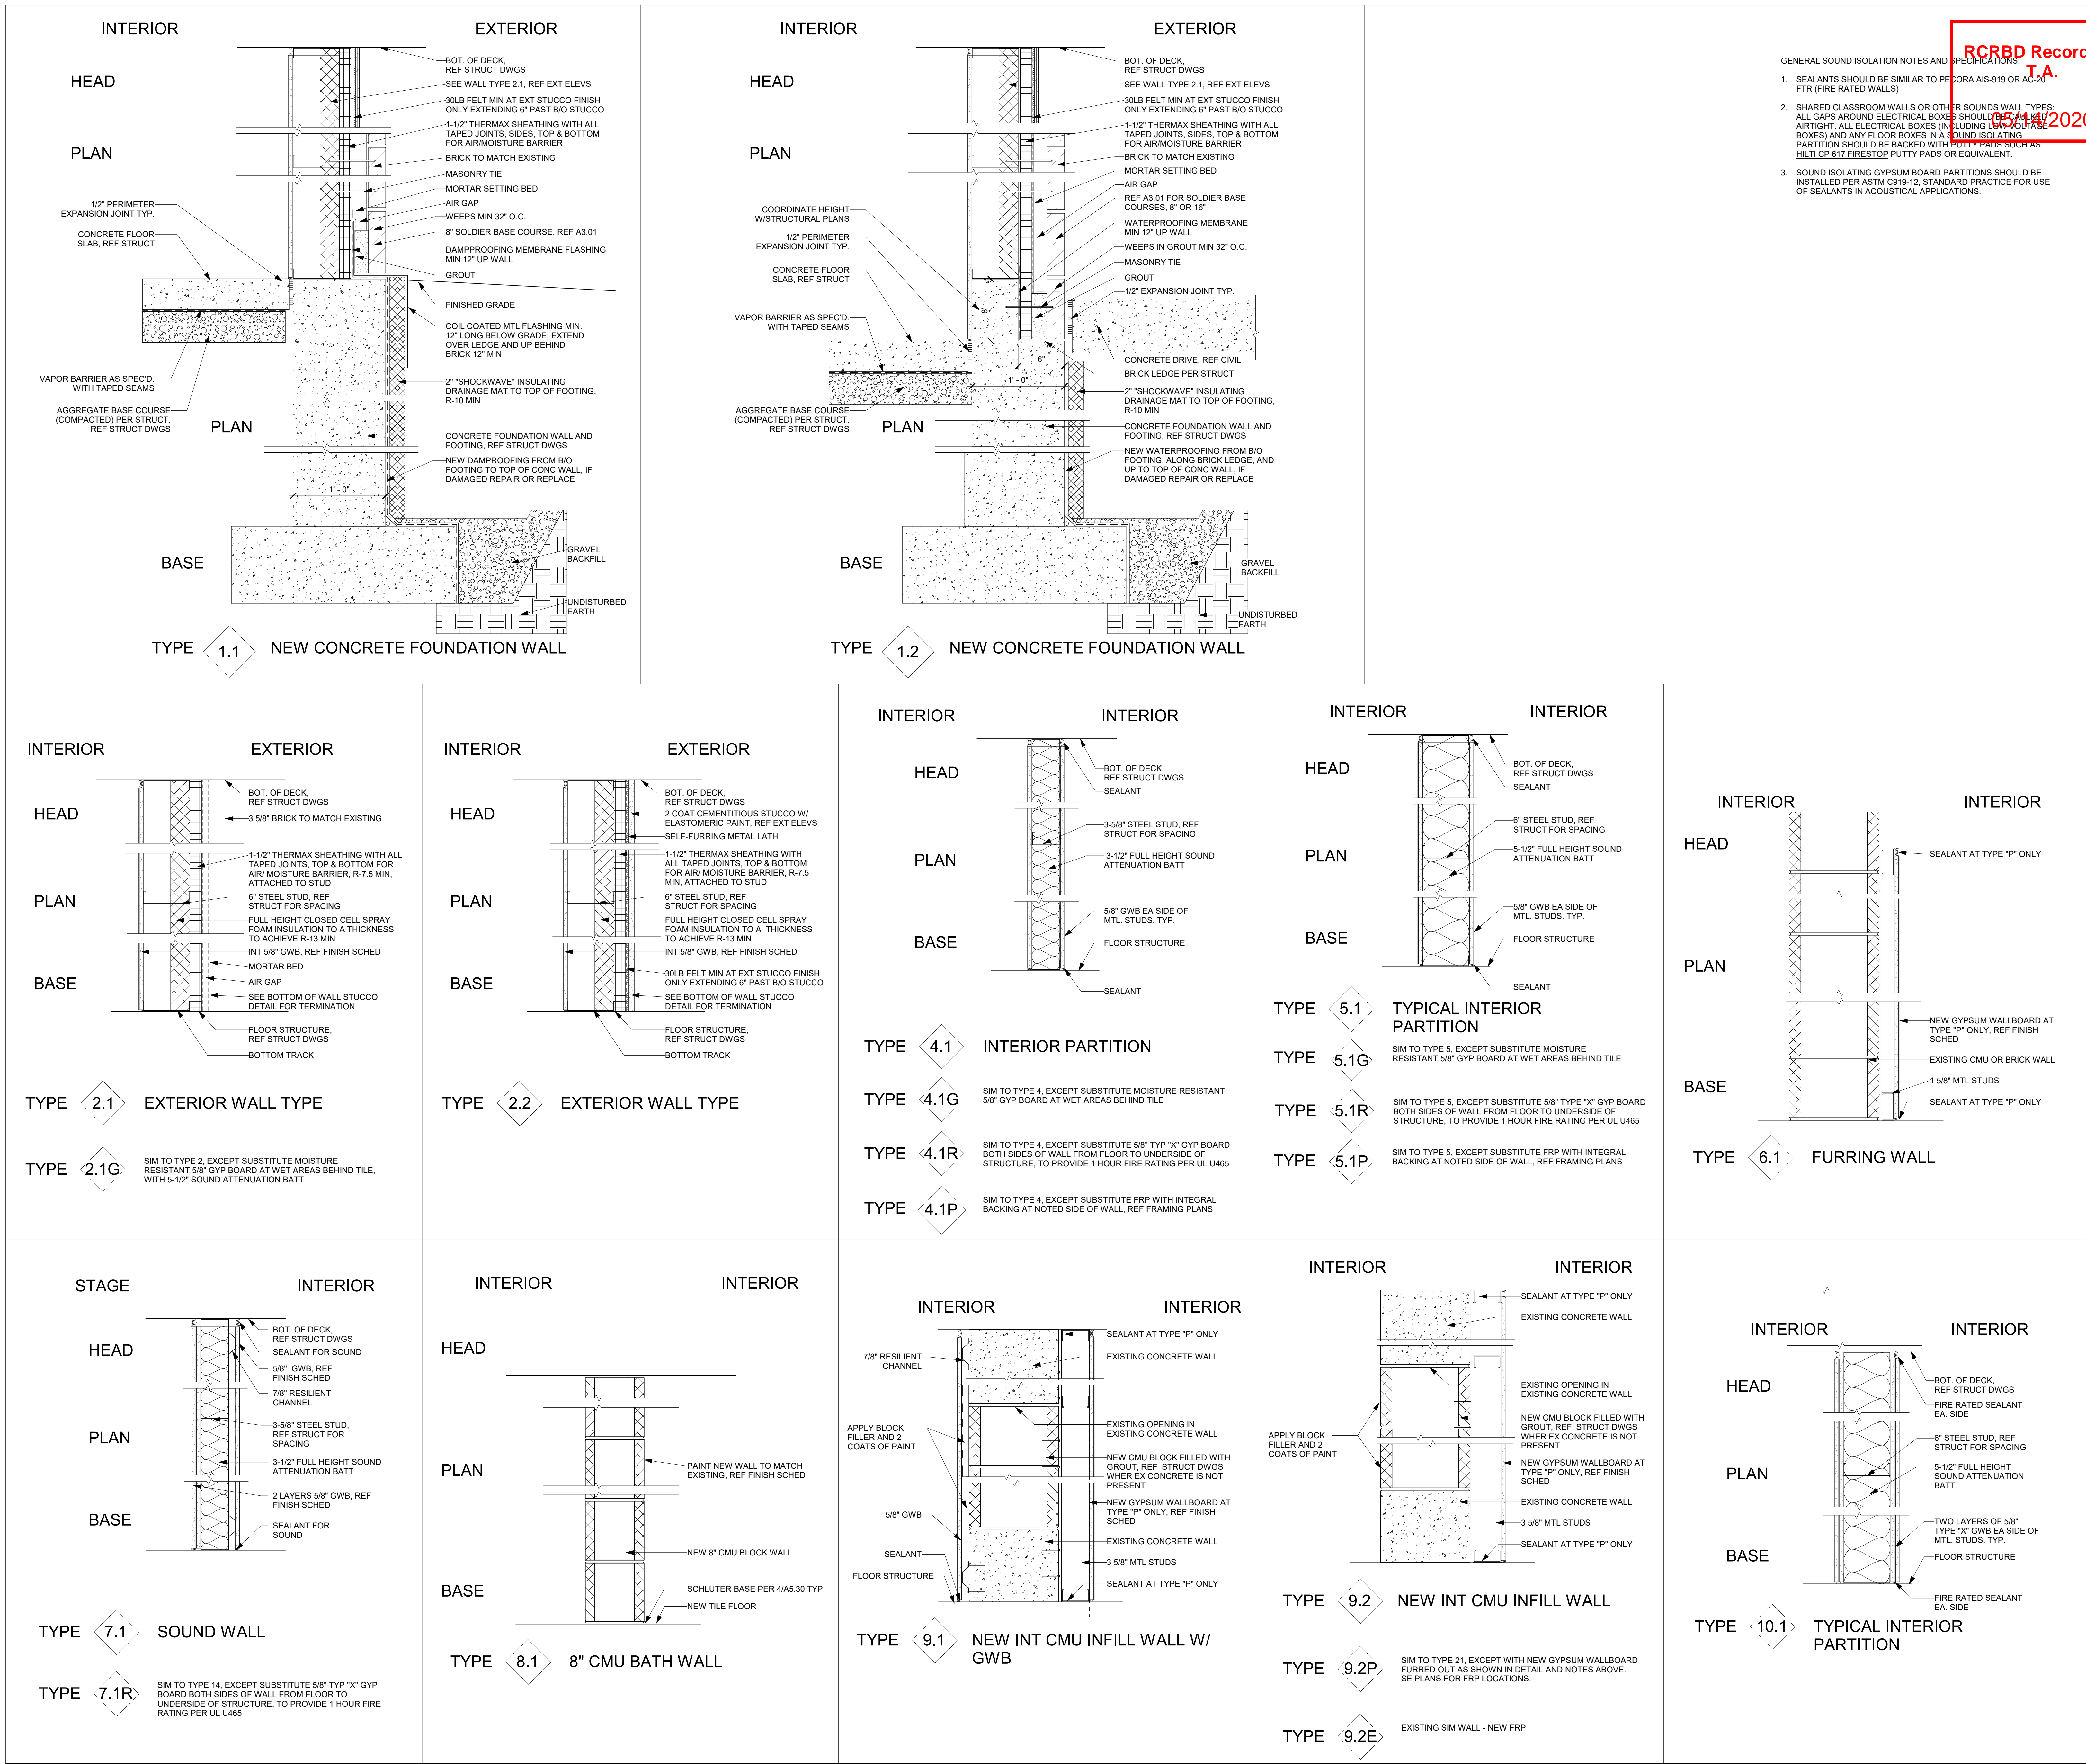 INTERIOR
EXTERIOR
HEAD
PLAN
BOT. OF DECK,
REF STRUCT DWGS
SEE WALL TYPE 2.1, REF EXT ELEVS
30LB FELT MIN AT EXT STUCCO FINISH
ONLY EXTENDING 6" PAST B/O STUCCO
1-1/2" THERMAX SHEATHING WITH ALL
TAPED JOINTS, SIDES, TOP & BOTTOM
FOR AIR/MOISTURE BARRIER
BRICK TO MATCH EXISTING
MASONRY TIE
MORTAR SETTING BED
AIR GAP
WEEPS MIN 32" O.C.
8" SOLDIER BASE COURSE, REF A3.01
DAMPPROOFING MEMBRANE FLASHING
MIN 12" UP WALL
GROUT
FINISHED GRADE
COIL COATED MTL FLASHING MIN.
12" LONG BELOW GRADE, EXTEND
OVER LEDGE AND UP BEHIND
BRICK 12" MIN
2" "SHOCKWAVE" INSULATING
DRAINAGE MAT TO TOP OF FOOTING,
R-10 MIN
CONCRETE FOUNDATION WALL AND
FOOTING, REF STRUCT DWGS
NEW DAMPROOFING FROM B/O
FOOTING TO TOP OF CONC WALL, IF
DAMAGED REPAIR OR REPLACE
1/2" PERIMETER
EXPANSION JOINT TYP.
CONCRETE FLOOR
SLAB, REF STRUCT
VAPOR BARRIER AS SPEC'D.
WITH TAPED SEAMS
AGGREGATE BASE COURSE
(COMPACTED) PER STRUCT,
REF STRUCT DWGS
PLAN
1' - 0"
BASE
GRAVEL
BACKFILL
UNDISTURBED
EARTH
TYPE 1.1 NEW CONCRETE FOUNDATION WALL
INTERIOR
EXTERIOR
HEAD
PLAN
BOT. OF DECK,
REF STRUCT DWGS
SEE WALL TYPE 2.1, REF EXT ELEVS
30LB FELT MIN AT EXT STUCCO FINISH
ONLY EXTENDING 6" PAST B/O STUCCO
1-1/2" THERMAX SHEATHING WITH ALL
TAPED JOINTS, SIDES, TOP & BOTTOM
FOR AIR/MOISTURE BARRIER
BRICK TO MATCH EXISTING
MORTAR SETTING BED
AIR GAP
REF A3.01 FOR SOLDIER BASE
COURSES, 8" OR 16"
WATERPROOFING MEMBRANE
MIN 12" UP WALL
WEEPS IN GROUT MIN 32" O.C.
MASONRY TIE
GROUT
1/2" EXPANSION JOINT TYP.
CONCRETE DRIVE, REF CIVIL
BRICK LEDGE PER STRUCT
2" "SHOCKWAVE" INSULATING
DRAINAGE MAT TO TOP OF FOOTING,
R-10 MIN
CONCRETE FOUNDATION WALL AND
FOOTING, REF STRUCT DWGS
NEW WATERPROOFING FROM B/O
FOOTING, ALONG BRICK LEDGE, AND
UP TO TOP OF CONC WALL, IF
DAMAGED REPAIR OR REPLACE
COORDINATE HEIGHT
W/STRUCTURAL PLANS
1/2" PERIMETER
EXPANSION JOINT TYP.
CONCRETE FLOOR
SLAB, REF STRUCT
VAPOR BARRIER AS SPEC'D.
WITH TAPED SEAMS
AGGREGATE BASE COURSE
(COMPACTED) PER STRUCT,
REF STRUCT DWGS
8"
6"
1' - 0"
PLAN
BASE
GRAVEL
BACKFILL
UNDISTURBED
EARTH
TYPE 1.2 NEW CONCRETE FOUNDATION WALL
RCRBD Record
T.A.
05/14/2020
GENERAL SOUND ISOLATION NOTES AND SPECIFICATIONS:
1. SEALANTS SHOULD BE SIMILAR TO PECORA AIS-919 OR AC-20
FTR (FIRE RATED WALLS)
2. SHARED CLASSROOM WALLS OR OTHER SOUNDS WALL TYPES:
ALL GAPS AROUND ELECTRICAL BOXES SHOULD BE CAULKED
AIRTIGHT. ALL ELECTRICAL BOXES (INCLUDING LOW VOLTAGE
BOXES) AND ANY FLOOR BOXES IN A SOUND ISOLATING
PARTITION SHOULD BE BACKED WITH PUTTY PADS SUCH AS
HILTI CP 617 FIRESTOP PUTTY PADS OR EQUIVALENT.
3. SOUND ISOLATING GYPSUM BOARD PARTITIONS SHOULD BE
INSTALLED PER ASTM C919-12, STANDARD PRACTICE FOR USE
OF SEALANTS IN ACOUSTICAL APPLICATIONS.
INTERIOR
EXTERIOR
HEAD
PLAN
BASE
BOT. OF DECK,
REF STRUCT DWGS
3 5/8" BRICK TO MATCH EXISTING
1-1/2" THERMAX SHEATHING WITH ALL
TAPED JOINTS, TOP & BOTTOM FOR
AIR/ MOISTURE BARRIER, R-7.5 MIN,
ATTACHED TO STUD
6" STEEL STUD, REF
STRUCT FOR SPACING
FULL HEIGHT CLOSED CELL SPRAY
FOAM INSULATION TO A THICKNESS
TO ACHIEVE R-13 MIN
INT 5/8" GWB, REF FINISH SCHED
MORTAR BED
AIR GAP
SEE BOTTOM OF WALL STUCCO
DETAIL FOR TERMINATION
FLOOR STRUCTURE,
REF STRUCT DWGS
BOTTOM TRACK
TYPE 2.1 EXTERIOR WALL TYPE
TYPE 2.1G SIM TO TYPE 2, EXCEPT SUBSTITUTE MOISTURE
RESISTANT 5/8" GYP BOARD AT WET AREAS BEHIND TILE,
WITH 5-1/2" SOUND ATTENUATION BATT
INTERIOR
EXTERIOR
HEAD
PLAN
BASE
BOT. OF DECK,
REF STRUCT DWGS
2 COAT CEMENTITIOUS STUCCO W/
ELASTOMERIC PAINT, REF EXT ELEVS
SELF-FURRING METAL LATH
1-1/2" THERMAX SHEATHING WITH
ALL TAPED JOINTS, TOP & BOTTOM
FOR AIR/ MOISTURE BARRIER, R-7.5
MIN, ATTACHED TO STUD
6" STEEL STUD, REF
STRUCT FOR SPACING
FULL HEIGHT CLOSED CELL SPRAY
FOAM INSULATION TO A THICKNESS
TO ACHIEVE R-13 MIN
INT 5/8" GWB, REF FINISH SCHED
30LB FELT MIN AT EXT STUCCO FINISH
ONLY EXTENDING 6" PAST B/O STUCCO
SEE BOTTOM OF WALL STUCCO
DETAIL FOR TERMINATION
FLOOR STRUCTURE,
REF STRUCT DWGS
BOTTOM TRACK
TYPE 2.2 EXTERIOR WALL TYPE
INTERIOR
INTERIOR
HEAD
PLAN
BASE
BOT. OF DECK,
REF STRUCT DWGS
SEALANT
3-5/8" STEEL STUD, REF
STRUCT FOR SPACING
3-1/2" FULL HEIGHT SOUND
ATTENUATION BATT
5/8" GWB EA SIDE OF
MTL. STUDS. TYP.
FLOOR STRUCTURE
SEALANT
TYPE 4.1 INTERIOR PARTITION
TYPE 4.1G SIM TO TYPE 4, EXCEPT SUBSTITUTE MOISTURE RESISTANT
5/8" GYP BOARD AT WET AREAS BEHIND TILE
TYPE 4.1R SIM TO TYPE 4, EXCEPT SUBSTITUTE 5/8" TYP "X" GYP BOARD
BOTH SIDES OF WALL FROM FLOOR TO UNDERSIDE OF
STRUCTURE, TO PROVIDE 1 HOUR FIRE RATING PER UL U465
TYPE 4.1P SIM TO TYPE 4, EXCEPT SUBSTITUTE FRP WITH INTEGRAL
BACKING AT NOTED SIDE OF WALL, REF FRAMING PLANS
INTERIOR
INTERIOR
HEAD
PLAN
BASE
BOT. OF DECK,
REF STRUCT DWGS
SEALANT
6" STEEL STUD, REF
STRUCT FOR SPACING
5-1/2" FULL HEIGHT SOUND
ATTENUATION BATT
5/8" GWB EA SIDE OF
MTL. STUDS. TYP.
FLOOR STRUCTURE
SEALANT
TYPE 5.1 TYPICAL INTERIOR
PARTITION
TYPE 5.1G SIM TO TYPE 5, EXCEPT SUBSTITUTE MOISTURE
RESISTANT 5/8" GYP BOARD AT WET AREAS BEHIND TILE
TYPE 5.1R SIM TO TYPE 5, EXCEPT SUBSTITUTE 5/8" TYPE "X" GYP BOARD
BOTH SIDES OF WALL FROM FLOOR TO UNDERSIDE OF
STRUCTURE, TO PROVIDE 1 HOUR FIRE RATING PER UL U465
TYPE 5.1P SIM TO TYPE 5, EXCEPT SUBSTITUTE FRP WITH INTEGRAL
BACKING AT NOTED SIDE OF WALL, REF FRAMING PLANS
INTERIOR
INTERIOR
HEAD
PLAN
BASE
SEALANT AT TYPE "P" ONLY
NEW GYPSUM WALLBOARD AT
TYPE "P" ONLY, REF FINISH
SCHED
EXISTING CMU OR BRICK WALL
1 5/8" MTL STUDS
SEALANT AT TYPE "P" ONLY
TYPE 6.1 FURRING WALL
STAGE
INTERIOR
HEAD
PLAN
BASE
BOT. OF DECK,
REF STRUCT DWGS
SEALANT FOR SOUND
5/8" GWB, REF
FINISH SCHED
7/8" RESILIENT
CHANNEL
3-5/8" STEEL STUD,
REF STRUCT FOR
SPACING
3-1/2" FULL HEIGHT SOUND
ATTENUATION BATT
2 LAYERS 5/8" GWB, REF
FINISH SCHED
SEALANT FOR
SOUND
TYPE 7.1 SOUND WALL
TYPE 7.1R SIM TO TYPE 14, EXCEPT SUBSTITUTE 5/8" TYP "X" GYP
BOARD BOTH SIDES OF WALL FROM FLOOR TO
UNDERSIDE OF STRUCTURE, TO PROVIDE 1 HOUR FIRE
RATING PER UL U465
INTERIOR
INTERIOR
HEAD
PLAN
BASE
PAINT NEW WALL TO MATCH
EXISTING, REF FINISH SCHED
NEW 8" CMU BLOCK WALL
SCHLUTER BASE PER 4/A5.30 TYP
NEW TILE FLOOR
TYPE 8.1 8" CMU BATH WALL
INTERIOR
INTERIOR
7/8" RESILIENT
CHANNEL
APPLY BLOCK
FILLER AND 2
COATS OF PAINT
5/8" GWB
SEALANT
FLOOR STRUCTURE
SEALANT AT TYPE "P" ONLY
EXISTING CONCRETE WALL
EXISTING OPENING IN
EXISTING CONCRETE WALL
NEW CMU BLOCK FILLED WITH
GROUT, REF STRUCT DWGS
WHER EX CONCRETE IS NOT
PRESENT
NEW GYPSUM WALLBOARD AT
TYPE "P" ONLY, REF FINISH
SCHED
EXISTING CONCRETE WALL
3 5/8" MTL STUDS
SEALANT AT TYPE "P" ONLY
TYPE 9.1 NEW INT CMU INFILL WALL W/
GWB
INTERIOR
INTERIOR
APPLY BLOCK
FILLER AND 2
COATS OF PAINT
SEALANT AT TYPE "P" ONLY
EXISTING CONCRETE WALL
EXISTING OPENING IN
EXISTING CONCRETE WALL
NEW CMU BLOCK FILLED WITH
GROUT, REF STRUCT DWGS
WHER EX CONCRETE IS NOT
PRESENT
NEW GYPSUM WALLBOARD AT
TYPE "P" ONLY, REF FINISH
SCHED
EXISTING CONCRETE WALL
3 5/8" MTL STUDS
SEALANT AT TYPE "P" ONLY
TYPE 9.2 NEW INT CMU INFILL WALL
TYPE 9.2P SIM TO TYPE 21, EXCEPT WITH NEW GYPSUM WALLBOARD
FURRED OUT AS SHOWN IN DETAIL AND NOTES ABOVE.
SE PLANS FOR FRP LOCATIONS.
TYPE 9.2E EXISTING SIM WALL - NEW FRP
INTERIOR
INTERIOR
HEAD
PLAN
BASE
BOT. OF DECK,
REF STRUCT DWGS
FIRE RATED SEALANT
EA. SIDE
6" STEEL STUD, REF
STRUCT FOR SPACING
5-1/2" FULL HEIGHT
SOUND ATTENUATION
BATT
TWO LAYERS OF 5/8"
TYPE "X" GWB EA SIDE OF
MTL. STUDS. TYP.
FLOOR STRUCTURE
FIRE RATED SEALANT
EA. SIDE
TYPE 10.1 TYPICAL INTERIOR
PARTITION